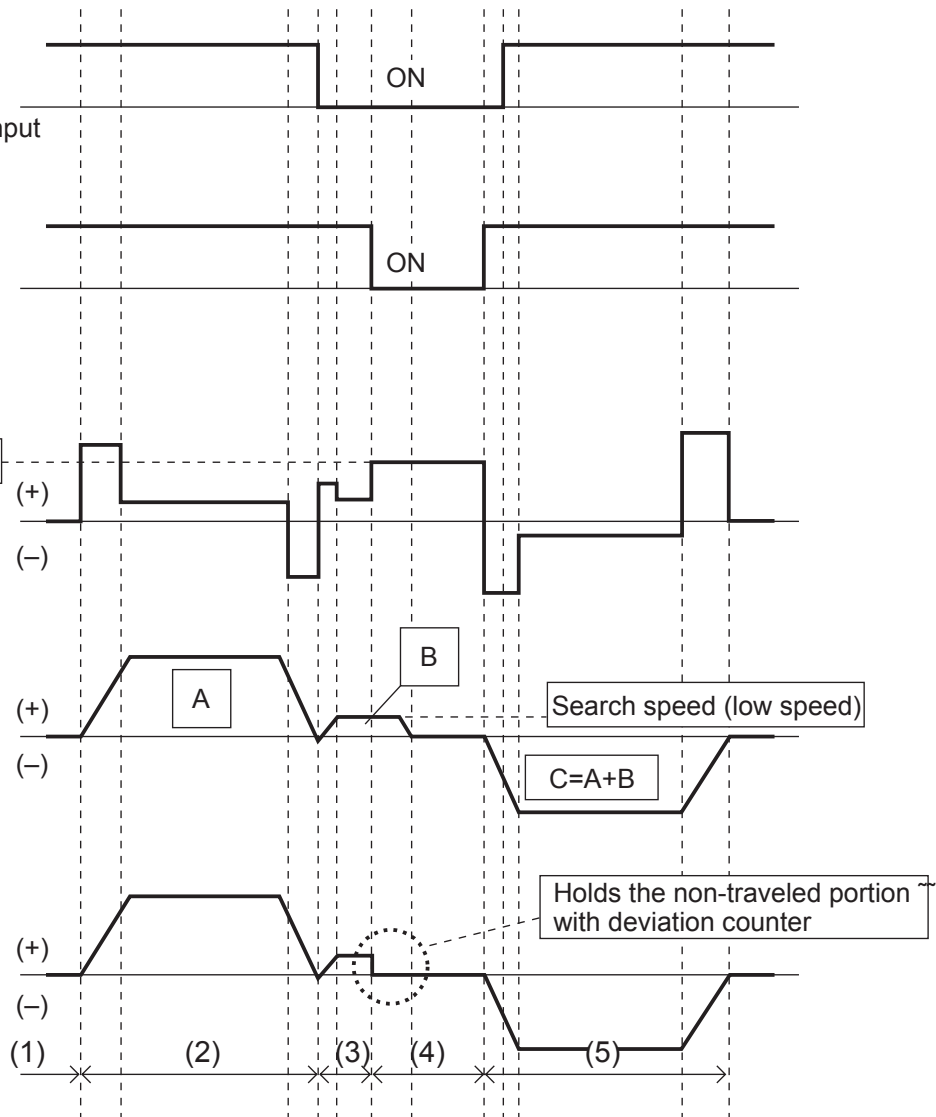 ON
nput
ON
(+)
(–)
B
A
(+)
Search speed (low speed)
(–)
C=A+B
Holds the non-traveled portion
with deviation counter
(+)
(–)
(1)
(2)
(3)
(4)
(5)